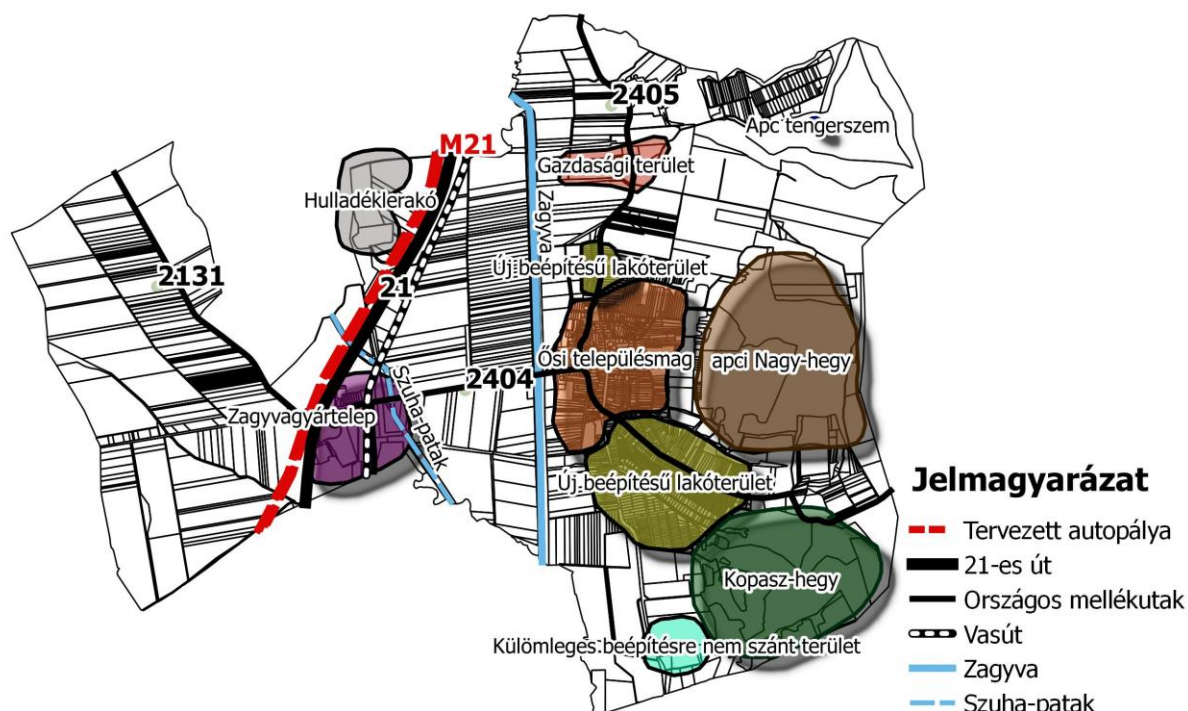 2405
Apc tengerszem
M21
Gazdasági terület
Hulladéklerakó
Zagyva
Új beépítésű lakóterület
2131
21
Ősi településmag
apci Nagy-hegy
2404
Szuha-patak
Zagyvagyártelep
Új beépítésű lakóterület
Kopasz-hegy
Külömleges beépítésre nem szánt terület
Jelmagyarázat
Tervezett autopálya
21-es út
Országos mellékutak
Vasút
Zagyva
Szuha-patak